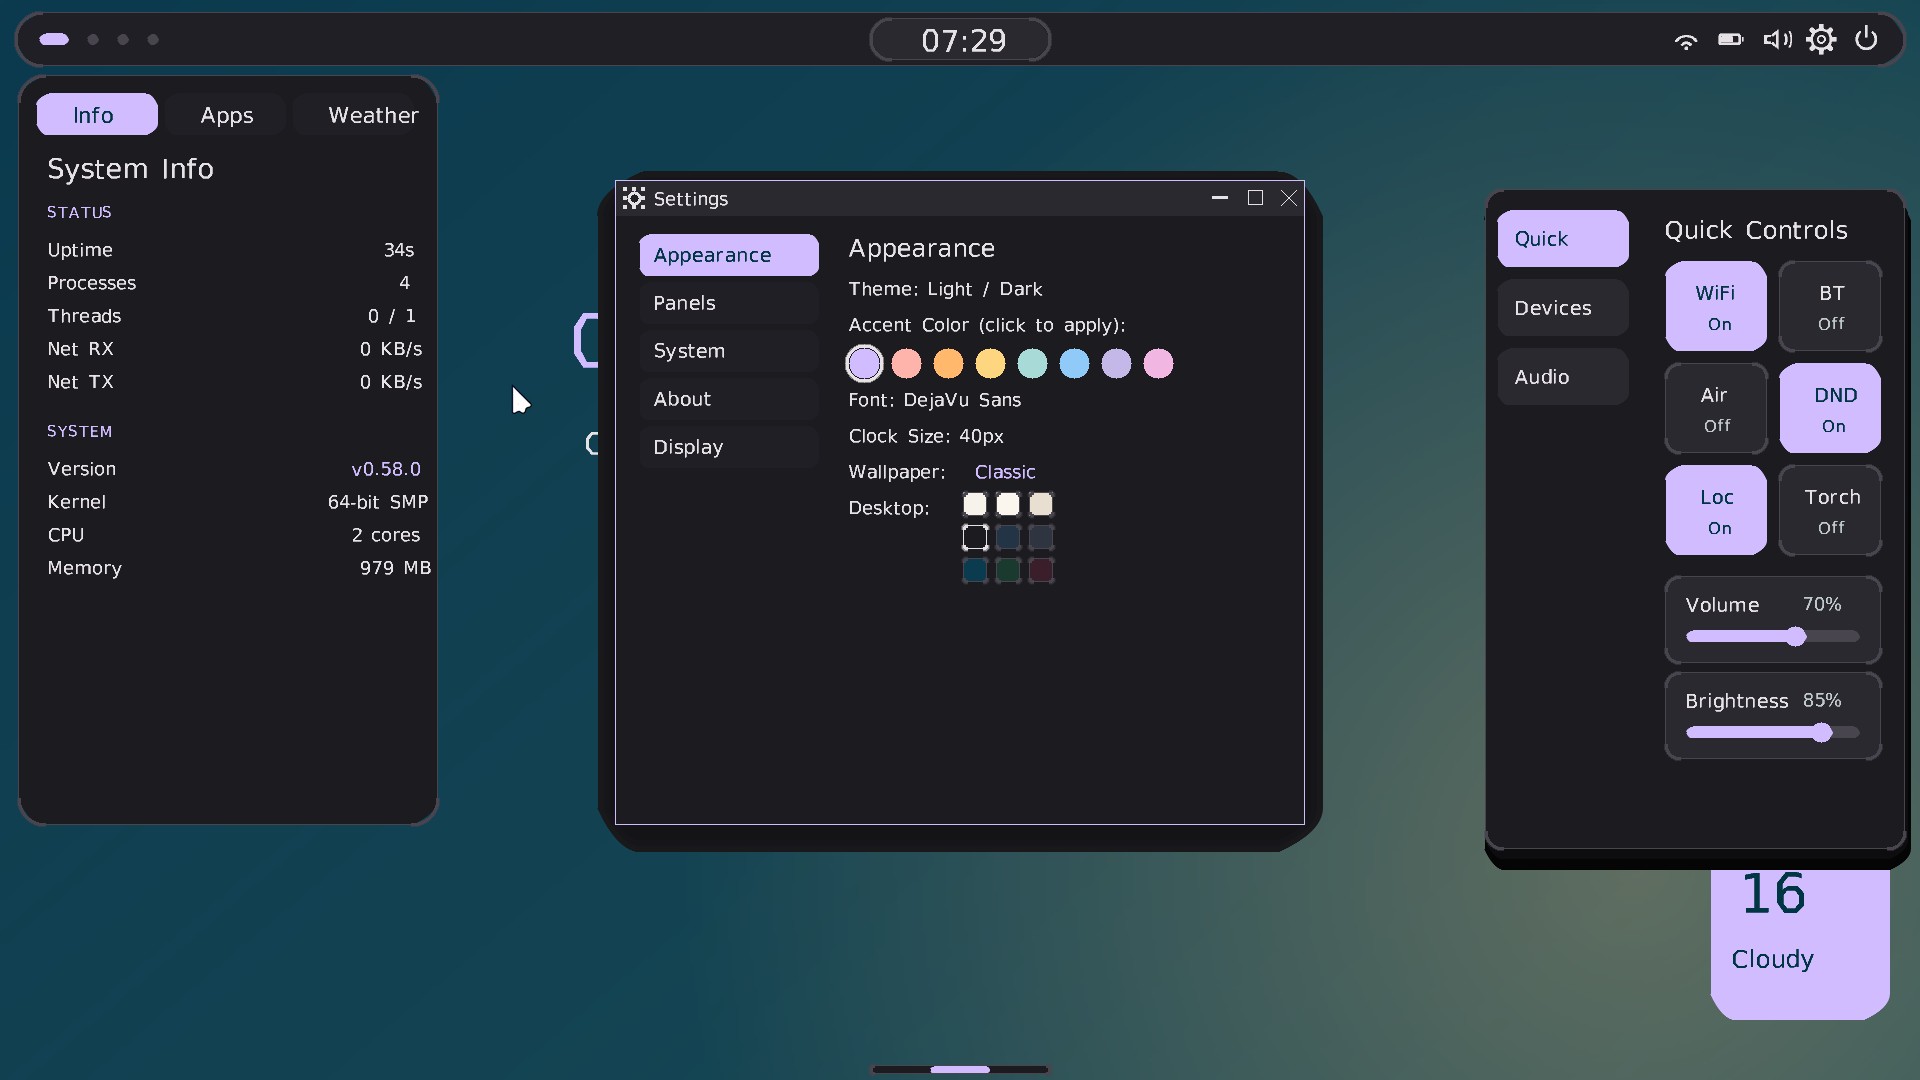 07:29
Info Apps Weather
System Info
STATUS
Uptime 34s
Processes 4
Threads 0 / 1
Net RX 0 KB/s
Net TX 0 KB/s
SYSTEM
Version v0.58.0
Kernel 64-bit SMP
CPU 2 cores
Memory 979 MB
Settings
Appearance
Panels
System
About
Display
Appearance
Theme: Light / Dark
Accent Color (click to apply):
Font: DejaVu Sans
Clock Size: 40px
Wallpaper: Classic
Desktop:
Quick
Devices
Audio
Quick Controls
WiFi
On
BT
Off
Air
Off
DND
On
Loc
On
Torch
Off
Volume 70%
Brightness 85%
16
Cloudy